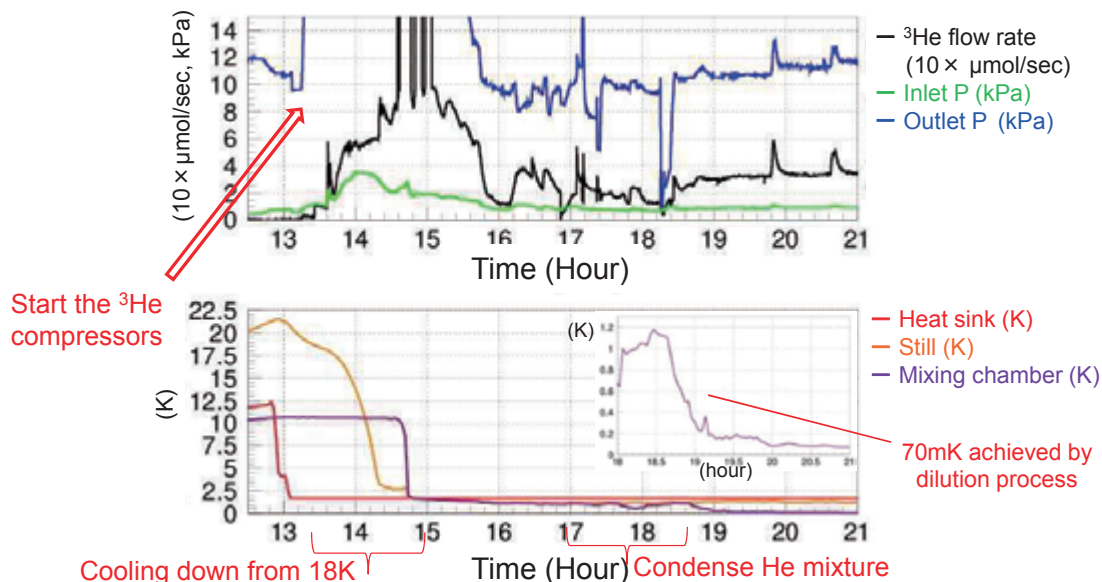 14
12
10
8
6
4
2
0
(10 × μmol/sec, kPa)
13 14 15 16 17 18 19 20 21
Time (Hour)
³He flow rate
(10 × μmol/sec)
Inlet P (kPa)
Outlet P (kPa)
Start the ³He
compressors
22.5
20
17.5
15
12.5
10
7.5
5
2.5
0
(K)
13 14 15 16 17 18 19 20 21
Time (Hour)
(K)
1.2
1
0.8
0.6
0.4
0.2
0
18 18.5 19 19.5 20 20.5 21
(hour)
Heat sink (K)
Still (K)
Mixing chamber (K)
70mK achieved by
dilution process
Cooling down from 18K
Condense He mixture